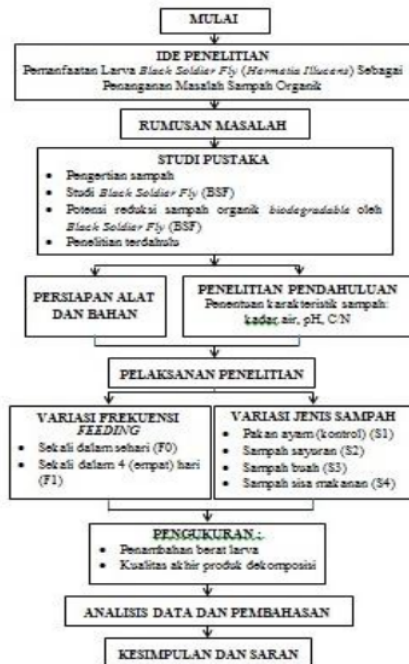 MULAI
IDE PENELITIAN
Pemanfaatan Larva Black Soldier Fly (Hermatia Illucens) Sebagai
Penanganan Masalah Sampah Organik
RUMUSAN MASALAH
STUDI PUSTAKA
• Pengertian sampah
• Studi Black Soldier Fly (BSF)
• Potensi reduksi sampah organik biodegradable oleh
Black Soldier Fly (BSF)
• Penelitian terdahulu
PERSIAPAN ALAT
DAN BAHAN
PENELITIAN PENDAHULUAN
Penentuan karakteristik sampah:
kadar air, pH, C/N
PELAKSANAN PENELITIAN
VARIASI FREKUENSI
FEEDING
• Sekali dalam sehari (F0)
• Sekali dalam 4 (empat) hari
(F1)
VARIASI JENIS SAMPAH
• Pakan ayam (kontrol) (S1)
• Sampah sayuran (S2)
• Sampah buah (S3)
• Sampah sisa makanan (S4)
PENGUKURAN :
• Penambahan berat larva
• Kualitas akhir produk dekomposisi
ANALISIS DATA DAN PEMBAHASAN
KESIMPULAN DAN SARAN